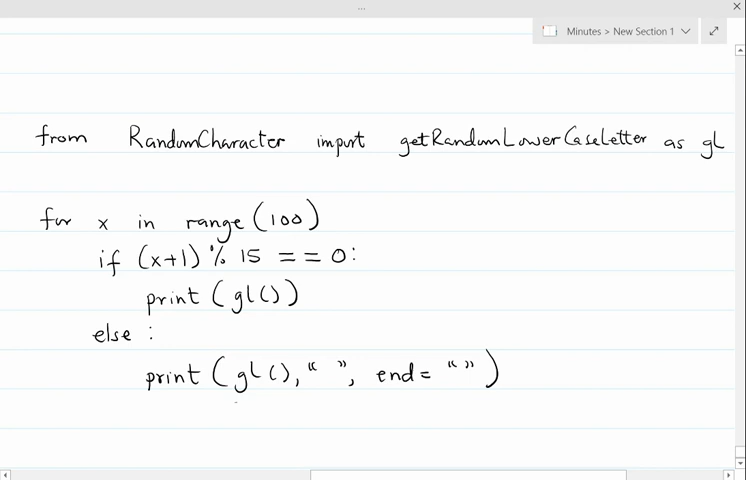 ...
Minutes > New Section 1
from RandomCharacter import getRandomLowerCaseLetter as gL
for x in range (100)
if (x+1) % 15 == 0:
print (gL())
else :
print (gL(), “ ”, end= “”)